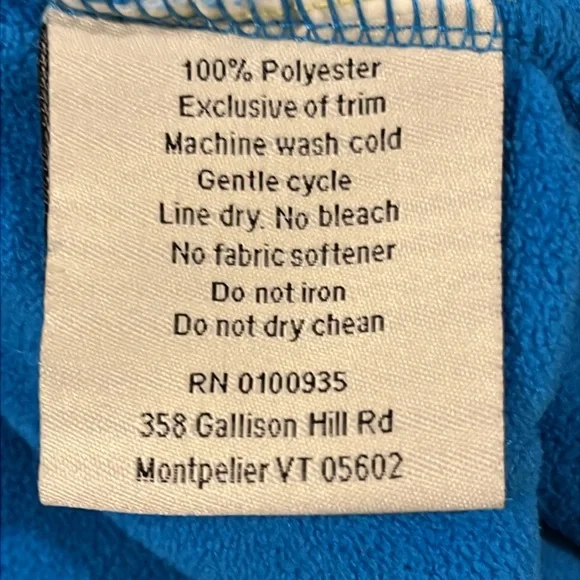 100% Polyester
Exclusive of trim
Machine wash cold
Gentle cycle
Line dry. No bleach
No fabric softener
Do not iron
Do not dry chean
RN 0100935
358 Gallison Hill Rd
Montpelier VT 05602